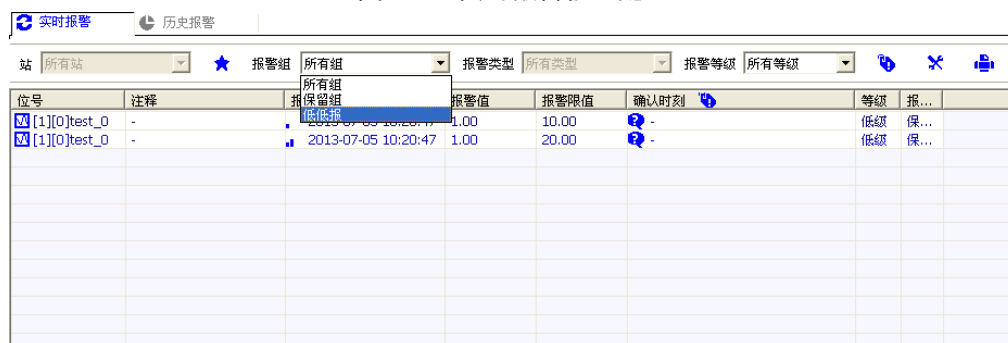 实时报警 历史报警
站 所有站 报警组 所有组 报警类型 所有类型 报警等级 所有等级
所有组
保留组
低低报
位号 注释 报 报警值 报警限值 确认时刻 等级 报...
[1][0]test_0 - 1.00 10.00 - 低级 保...
[1][0]test_0 - 2013-07-05 10:20:47 1.00 20.00 - 低级 保...